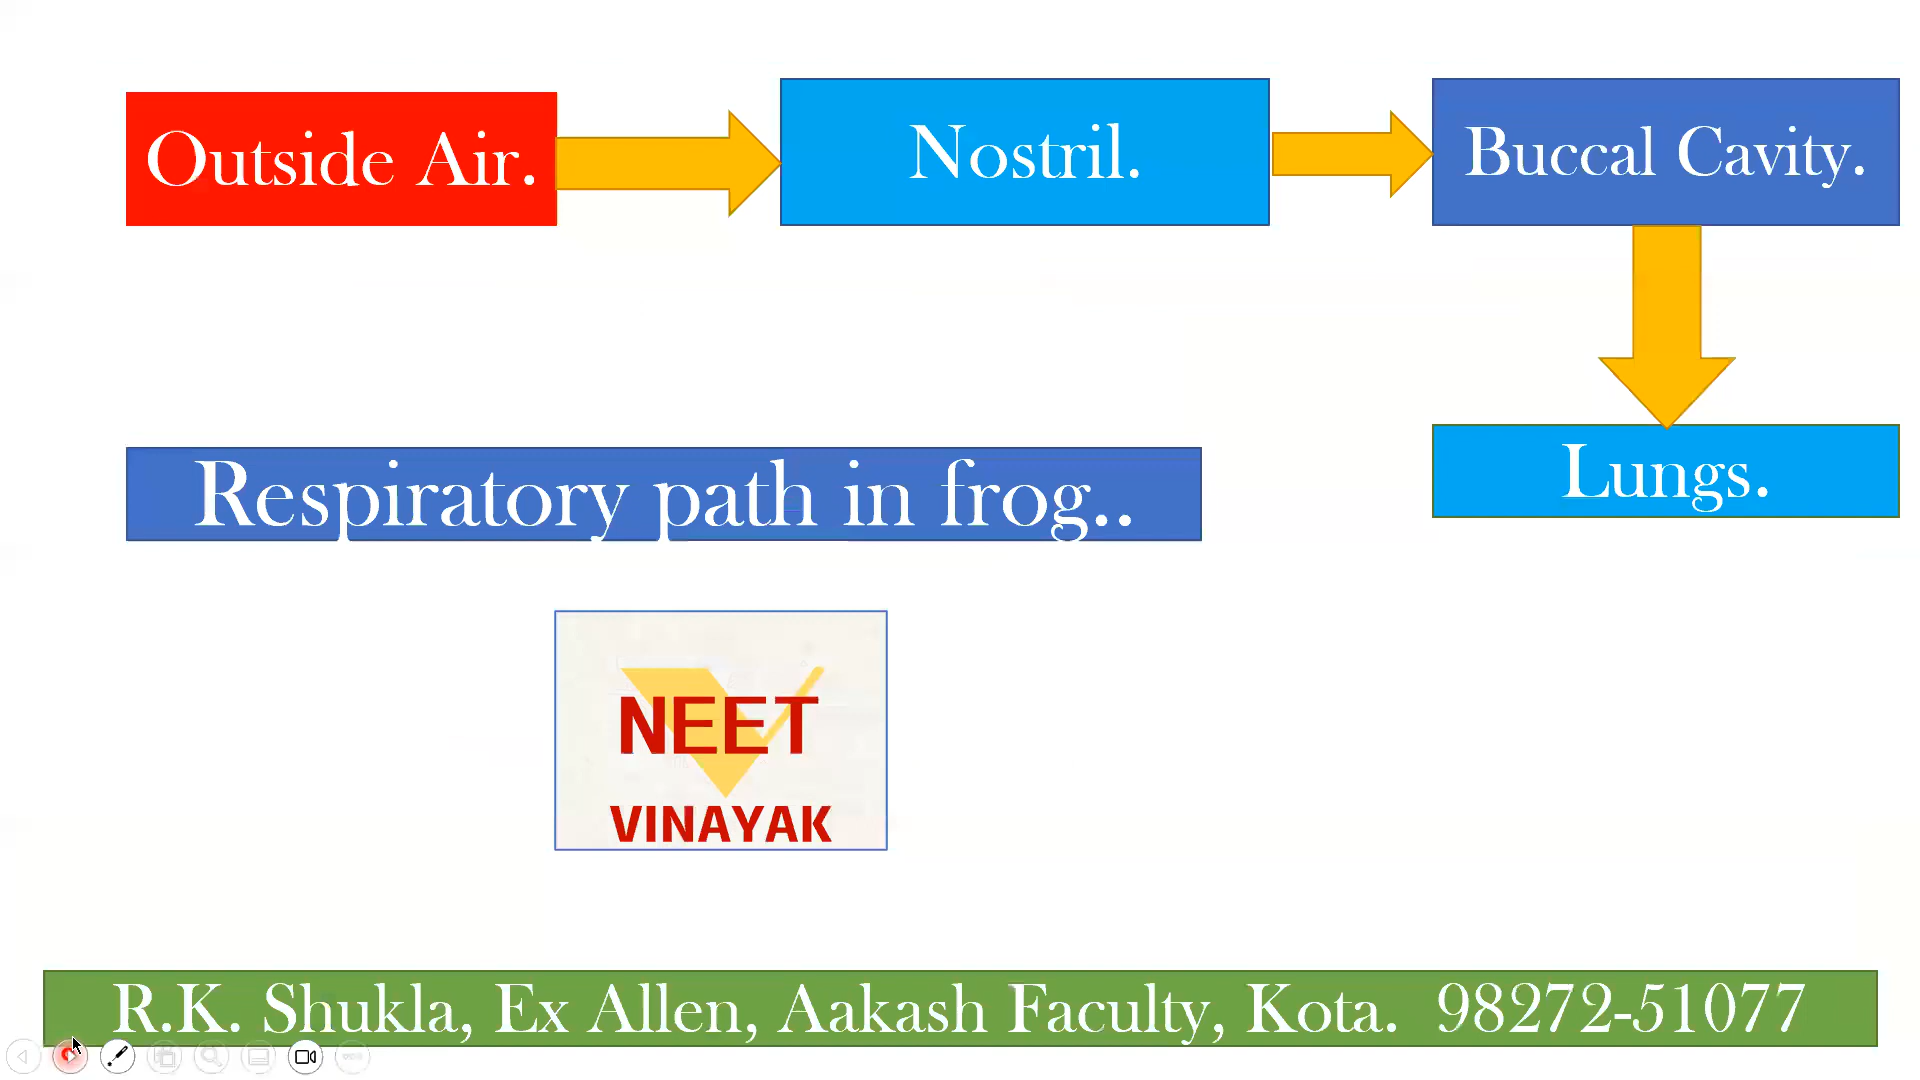 Outside Air.
Nostril.
Buccal Cavity.
Lungs.
Respiratory path in frog..
NEET
VINAYAK
R.K. Shukla, Ex Allen, Aakash Faculty, Kota. 98272-51077